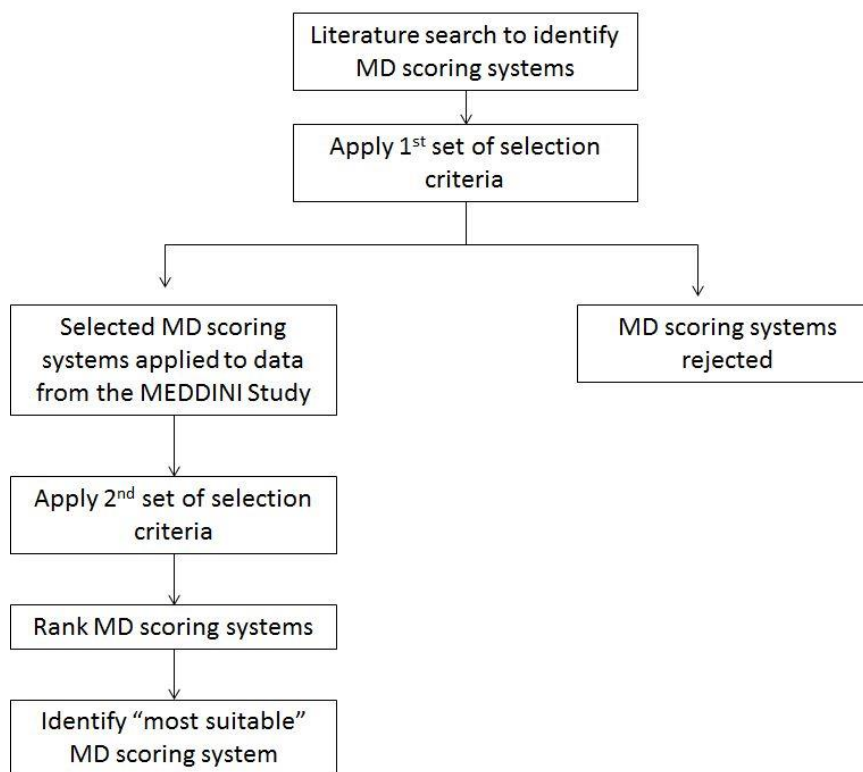 Literature search to identify
MD scoring systems
Apply 1st set of selection
criteria
Selected MD scoring
systems applied to data
from the MEDDINI Study
MD scoring systems
rejected
Apply 2nd set of selection
criteria
Rank MD scoring systems
Identify “most suitable”
MD scoring system